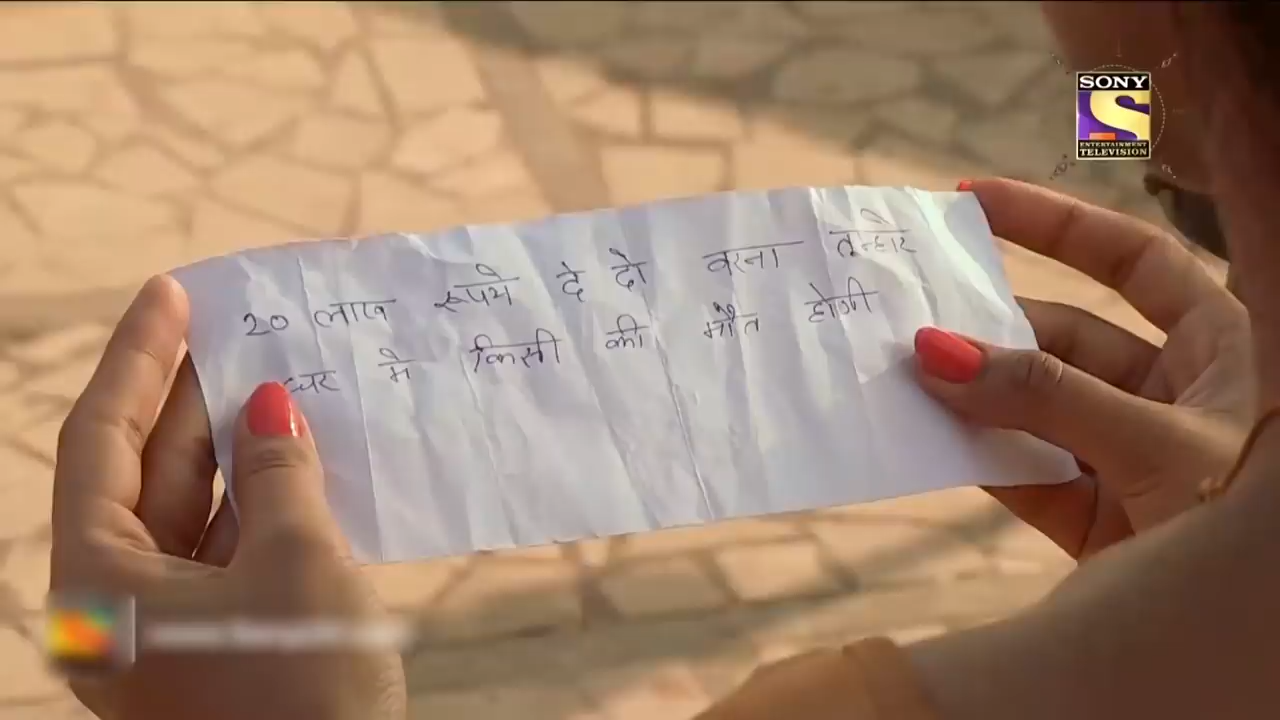 SONY
ENTERTAINMENT
TELEVISION
20 लाख रूपये दे दो वरना तून्हारे
घर मे किसी की मौत होगी